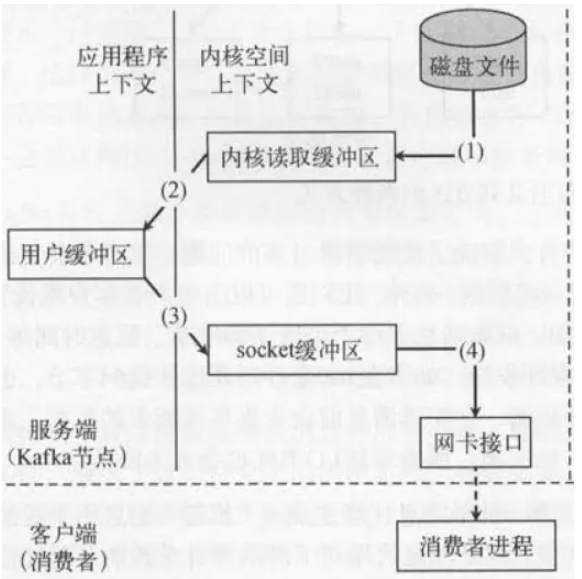 应用程序
上下文
内核空间
上下文
磁盘文件
(1)
内核读取缓冲区
(2)
用户缓冲区
(3)
socket缓冲区
(4)
服务端
(Kafka节点)
网卡接口
客户端
(消费者)
消费者进程